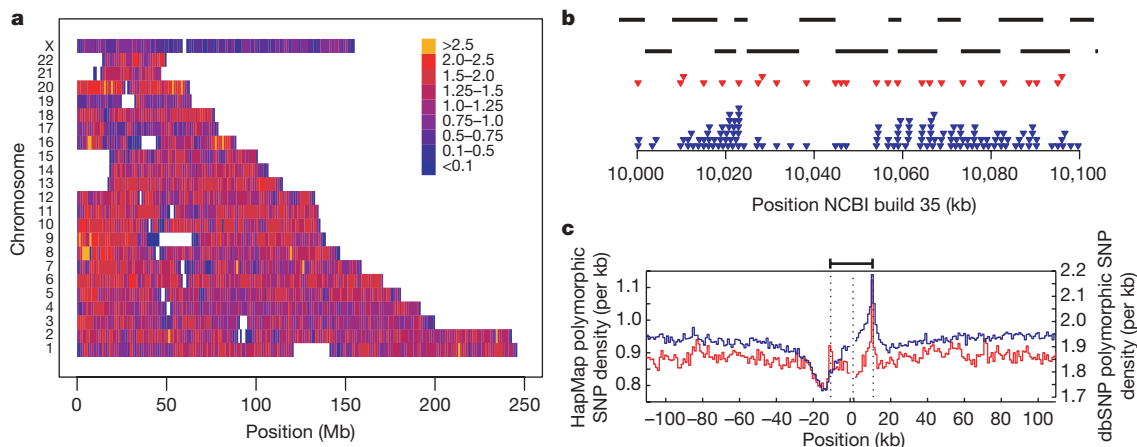 a
Chromosome
X
22
21
20
19
18
17
16
15
14
13
12
11
10
9
8
7
6
5
4
3
2
1
>2.5
2.0–2.5
1.5–2.0
1.25–1.5
1.0–1.25
0.75–1.0
0.5–0.75
0.1–0.5
<0.1
0 50 100 150 200 250
Position (Mb)
b
10,000 10,020 10,040 10,060 10,080 10,100
Position NCBI build 35 (kb)
c
HapMap polymorphic
SNP density (per kb)
1.1
1.0
0.9
0.8
2.2
2.1
2.0
1.9
1.8
1.7
dbSNP polymorphic SNP
density (per kb)
−100 −80 −60 −40 −20 0 20 40 60 80 100
Position (kb)